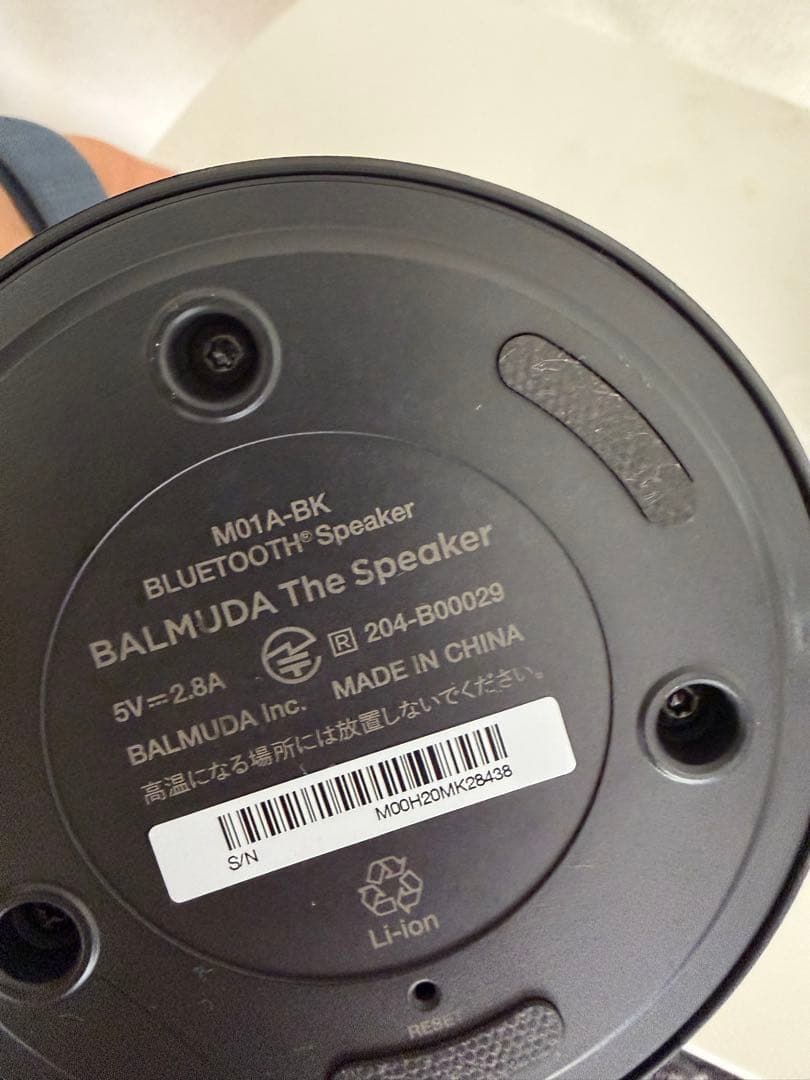 M01A-BK
BLUETOOTH® Speaker
BALMUDA The Speaker
5V⎓2.8A R 204-B00029
BALMUDA Inc. MADE IN CHINA
高温になる場所には放置しないでください。
S/N M00H20MK28438
Li-ion
RESET